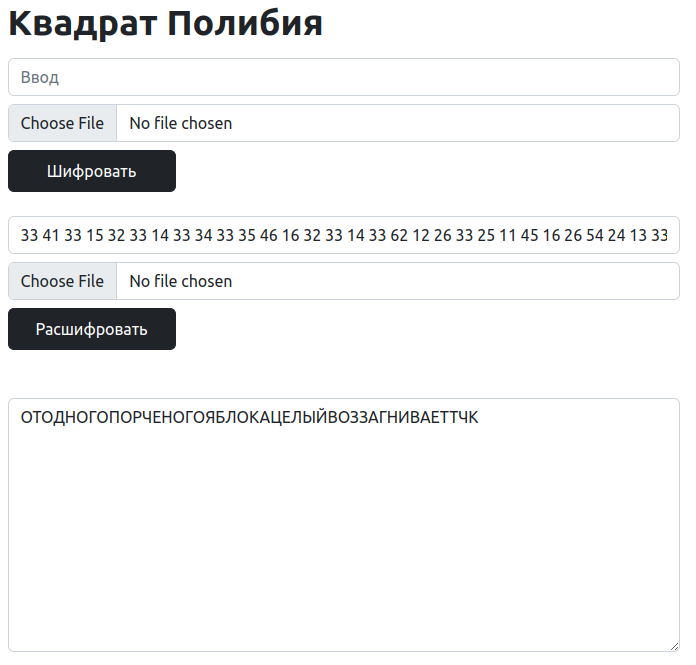 Квадрат Полибия
Ввод
Choose File No file chosen
Шифровать
33 41 33 15 32 33 14 33 34 33 35 46 16 32 33 14 33 62 12 26 33 25 11 45 16 26 54 24 13 33
Choose File No file chosen
Расшифровать
ОТОДНОГОПОРЧЕНОГОЯБЛОКАЦЕЛЫЙВОЗЗАГНИВАЕТТЧК